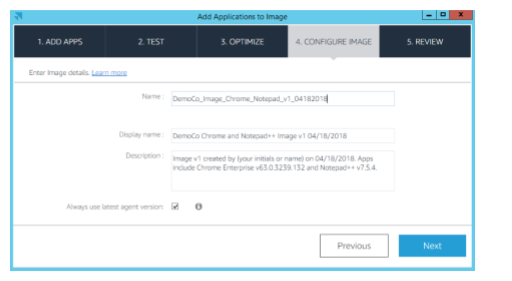 Add Applications to Image
1. ADD APPS 2. TEST 3. OPTIMIZE 4. CONFIGURE IMAGE 5. REVIEW
Enter Image details. Learn more
Name :
DemoCo_Image_Chrome_Notepad_v1_04182018
Display name :
DemoCo Chrome and Notepad++ Image v1 04/18/2018
Description :
Image v1 created by (your initials or name) on 04/18/2018. Apps
include Chrome Enterprise v63.0.3239.132 and Notepad++ v7.5.4.
Always use latest agent version:
Previous Next